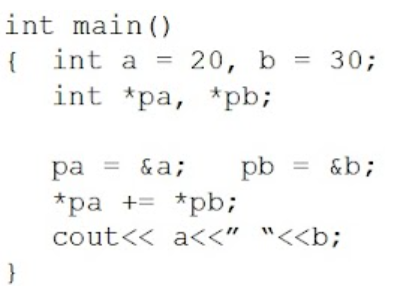 int main()
{  int a = 20, b = 30;
   int *pa, *pb;
   pa = &a;   pb = &b;
   *pa += *pb;
   cout<< a<<” “<<b;
}